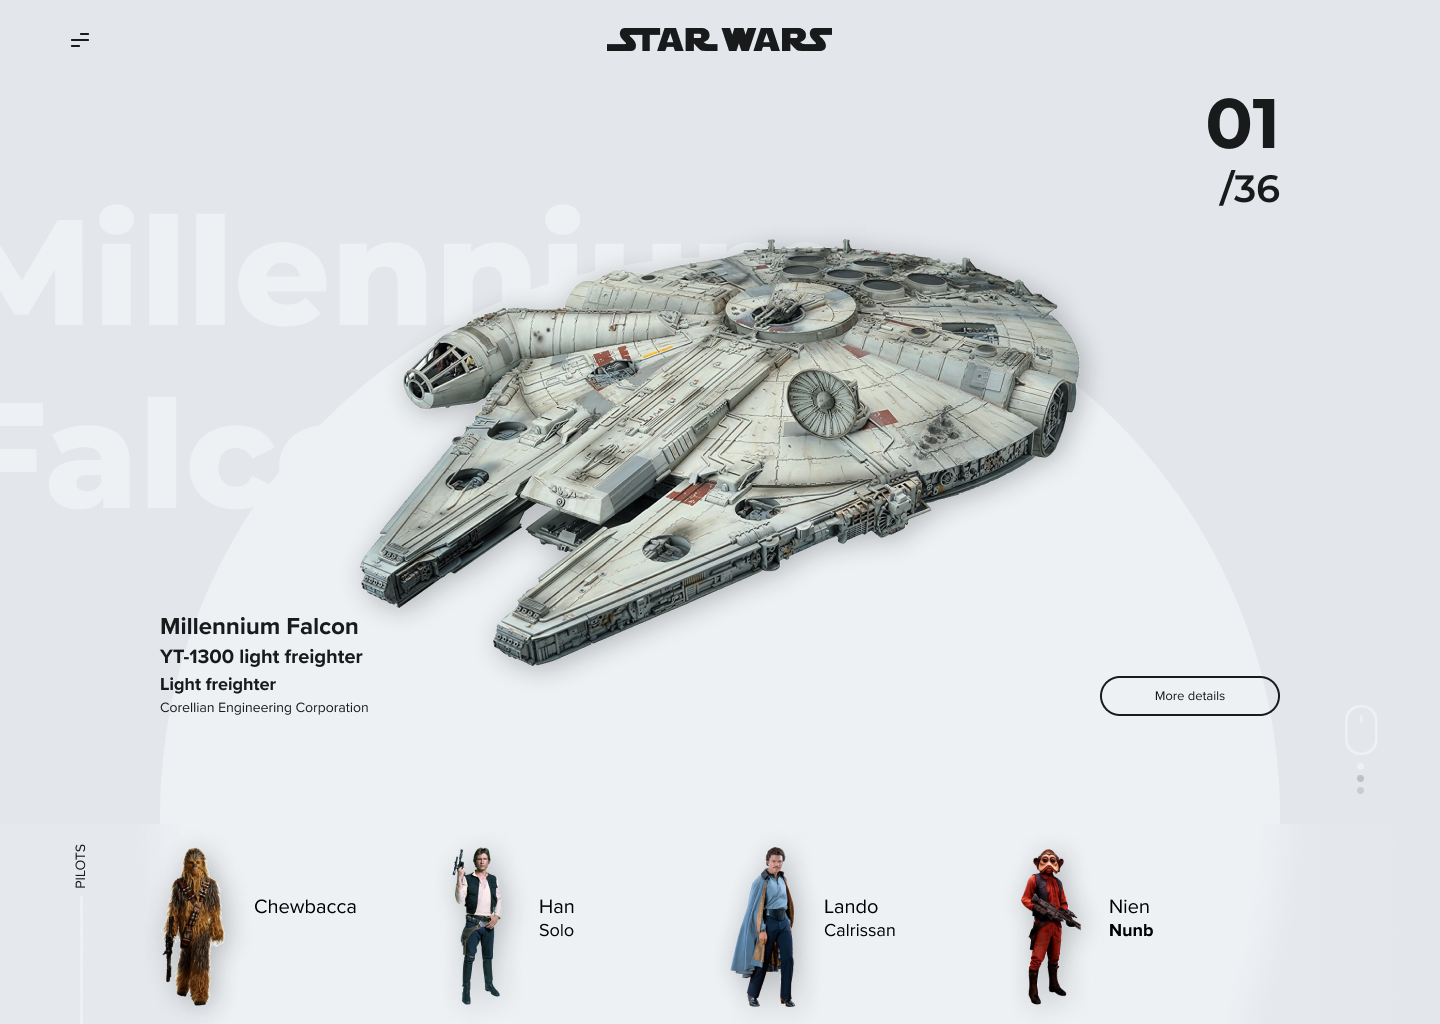 STAR WARS
01
/36
Millennium
Falco
Millennium Falcon
YT-1300 light freighter
Light freighter
Corellian Engineering Corporation
More details
PILOTS
Chewbacca
Han
Solo
Lando
Calrissan
Nien
Nunb